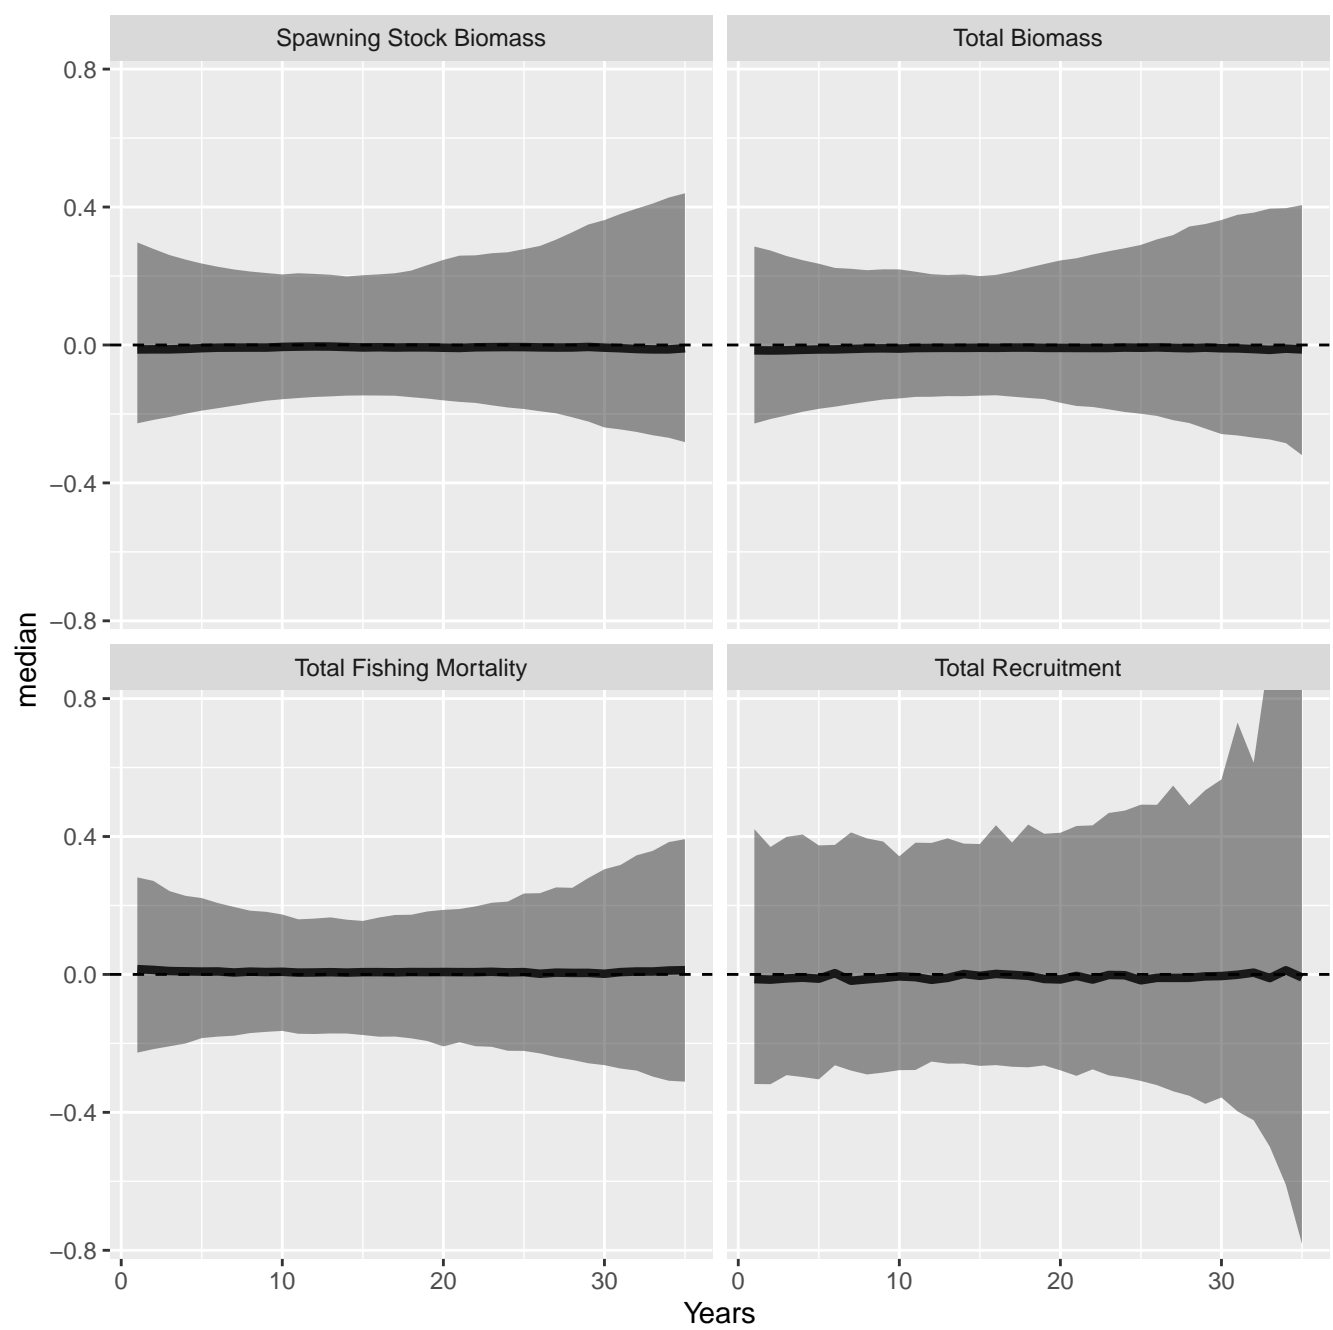 Spawning Stock Biomass
Total Biomass
0.8
0.4
0.0
−0.4
−0.8
median
Total Fishing Mortality
Total Recruitment
0.8
0.4
0.0
−0.4
−0.8
0 10 20 30
0 10 20 30
Years